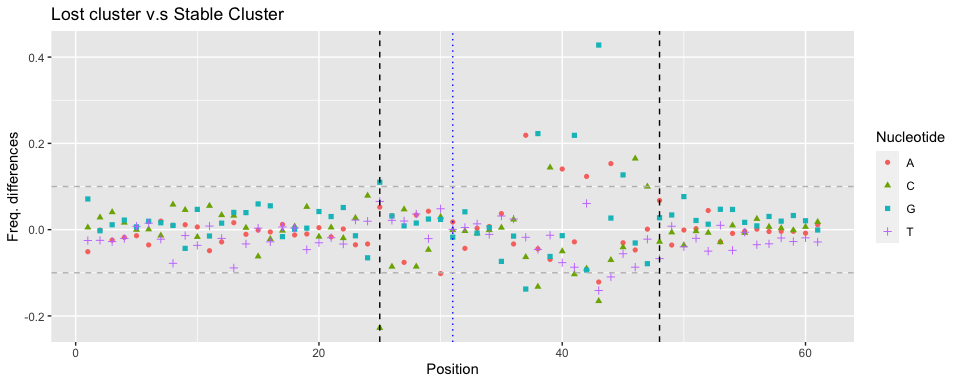 Lost cluster v.s Stable Cluster
Freq. differences
0.4
0.2
0.0
-0.2
0
20
40
60
Position
Nucleotide
A
C
G
T